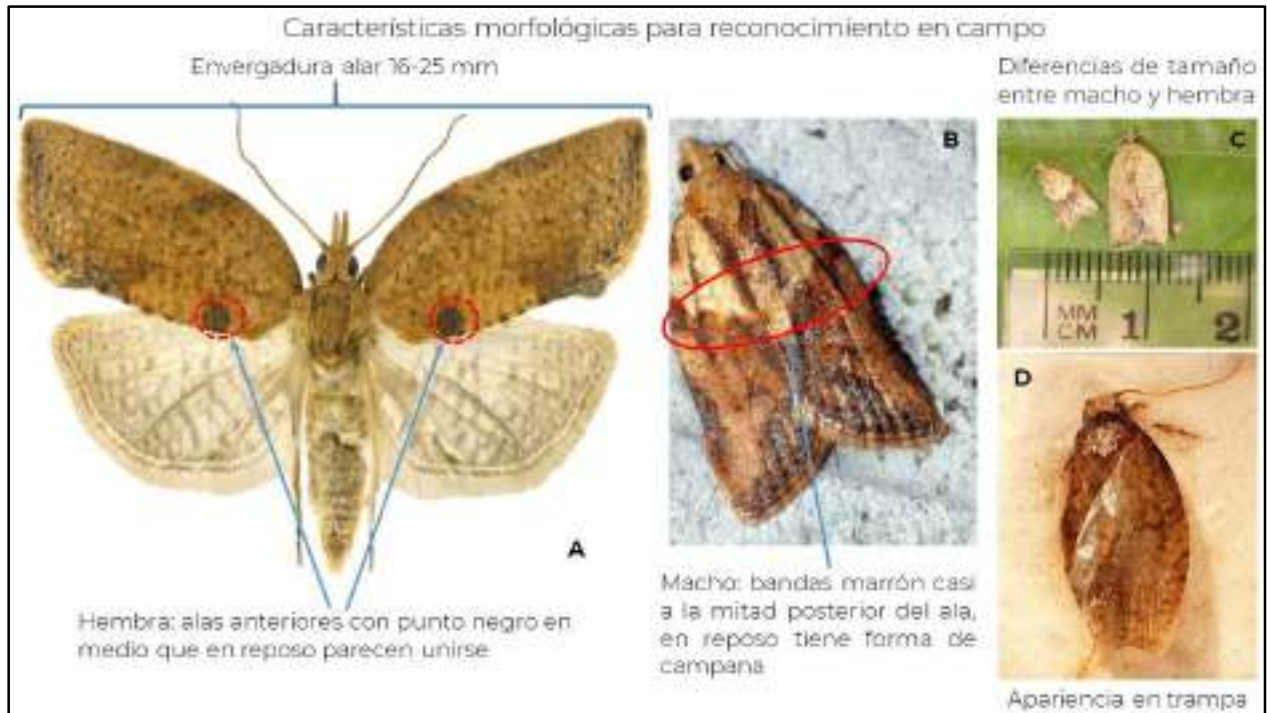 Características morfológicas para reconocimiento en campo
Envergadura alar 16-25 mm
Diferencias de tamaño
entre macho y hembra
B
C
MM
CM 1 2
D
A
Hembra: alas anteriores con punto negro en
medio que en reposo parecen unirse
Macho: bandas marrón casi
a la mitad posterior del ala,
en reposo tiene forma de
campana
Apariencia en trampa